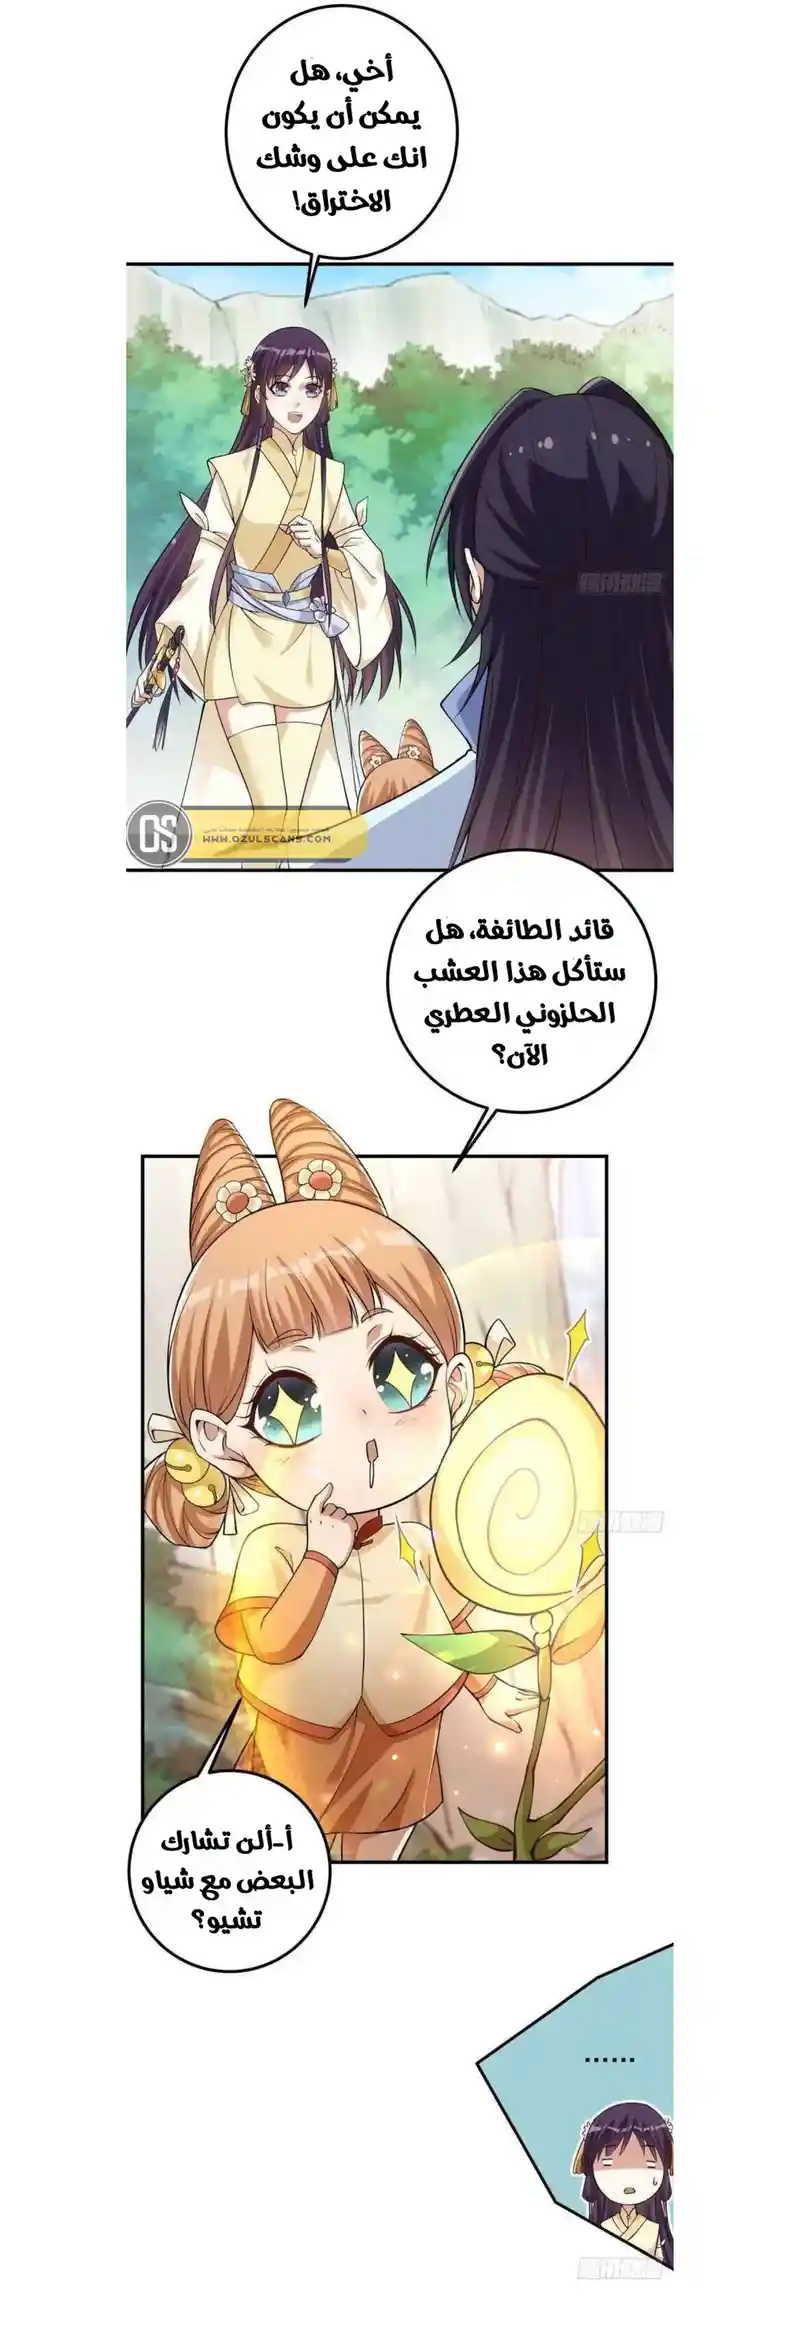 أخي، هل
يمكن أن يكون
انك على وشك
الاختراق!
OS
WWW.OZULSCANS.COM
قائد الطائفة، هل
ستأكل هذا العشب
الحلزوني العطري
الآن؟
أ-ألن تشارك
البعض مع شياو
تشيو؟
......